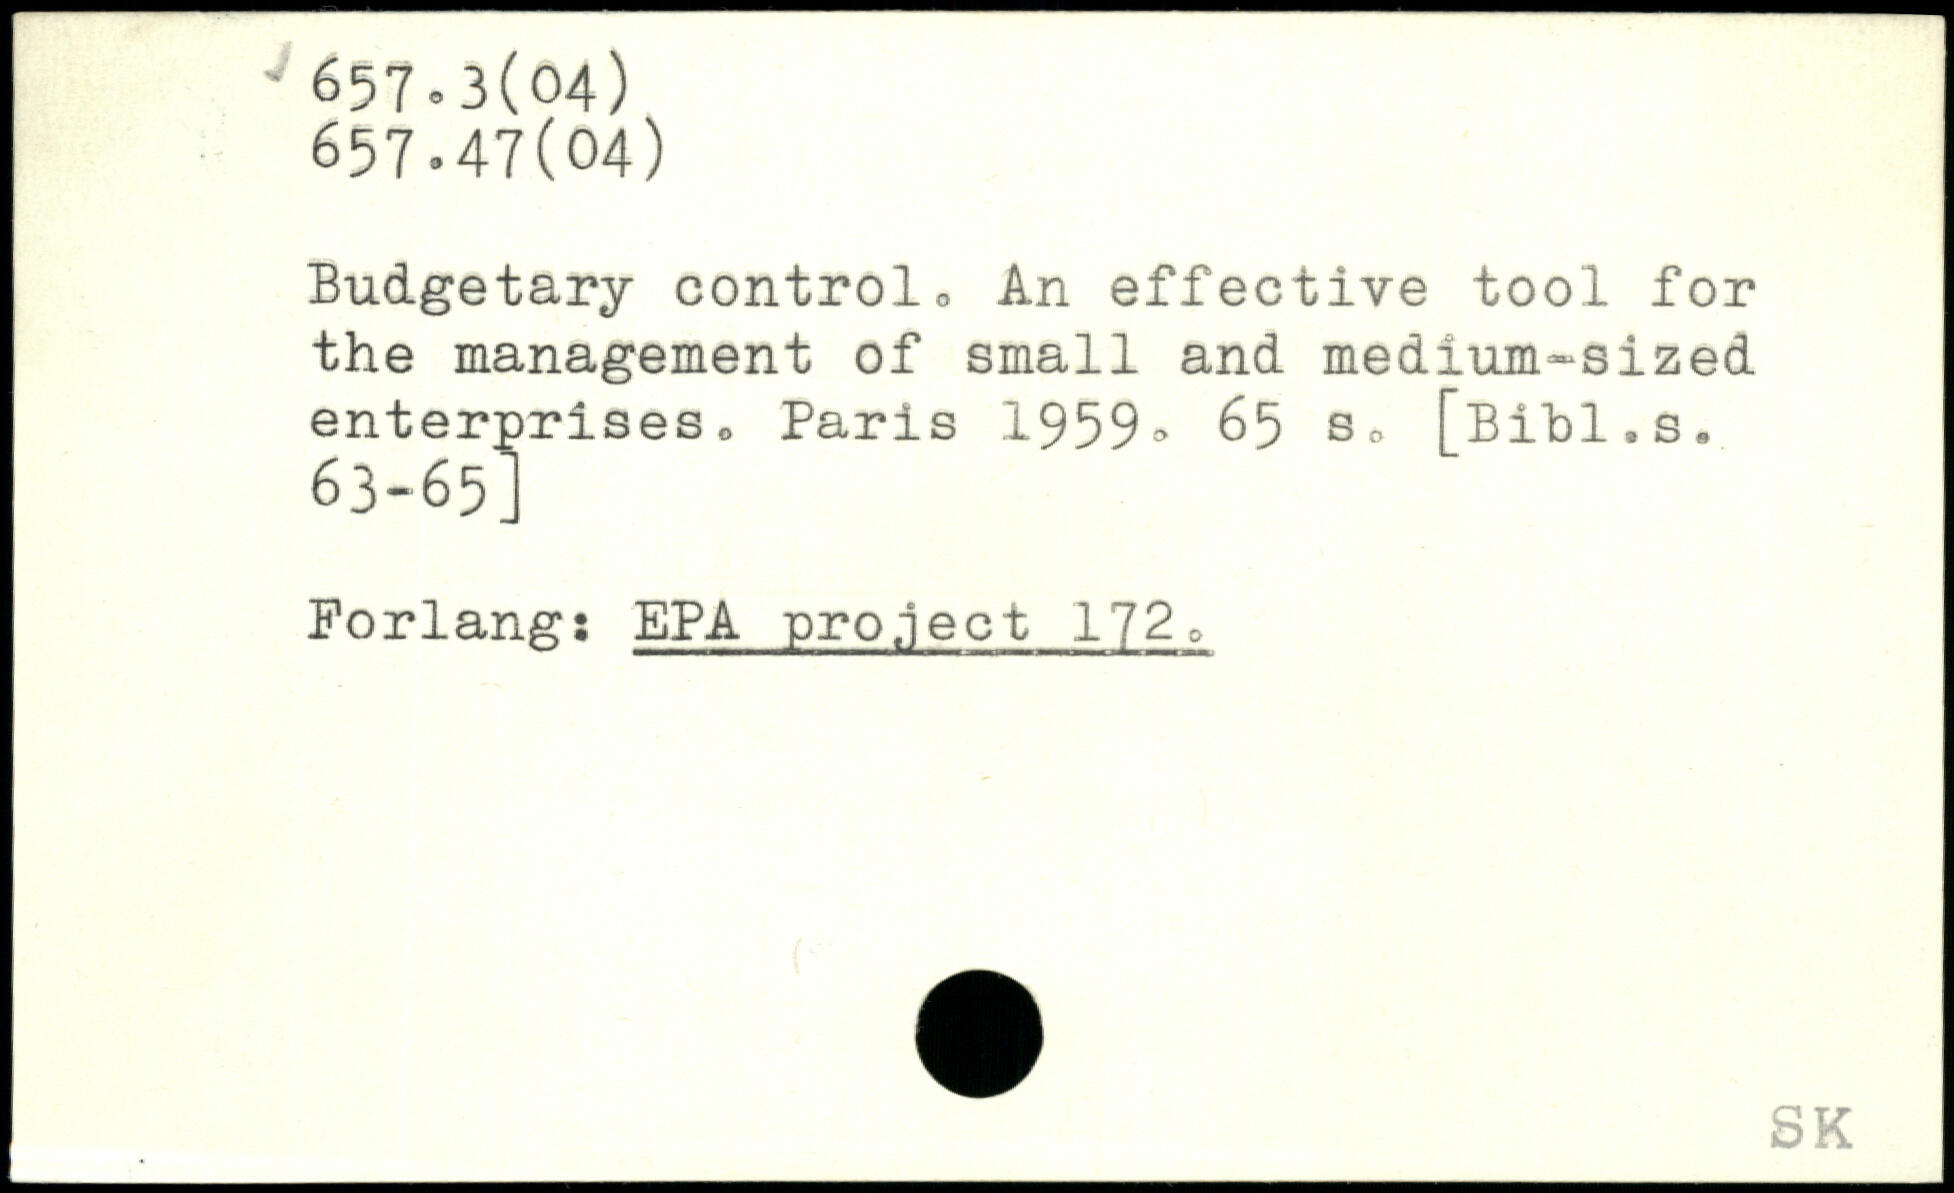 657.3(04)
657.47(04)
Budgetary control. An effective tool for
the management of small and medium-sized
enterprises. Paris 1959. 65 s. [Bibl.s.
63-65]
Forlang: EPA project 172.
SK